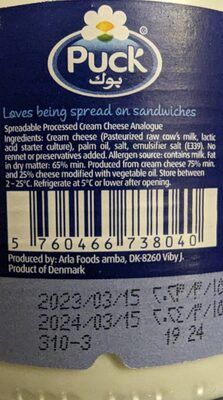 Puck
بوك
Loves being spread on sandwiches
Spreadable Processed Cream Cheese Analogue
Ingredients: Cream cheese (Pasteurized raw cow's milk, lactic
acid starter culture), palm oil, salt, emulsifier salt (E339). No
rennet or preservatives added. Allergen source: contains milk. Fat
in dry matter: 65% min. Produced from cream cheese 75% min.
and 25% cheese modified with vegetable oil. Store between
2 - 25°C. Refrigerate at 5°C or lower after opening.
5 760466 738040
Produced by: Arla Foods amba, DK-8260 Viby J.
Product of Denmark
2023/03/15
2024/03/15
310-3 19 24